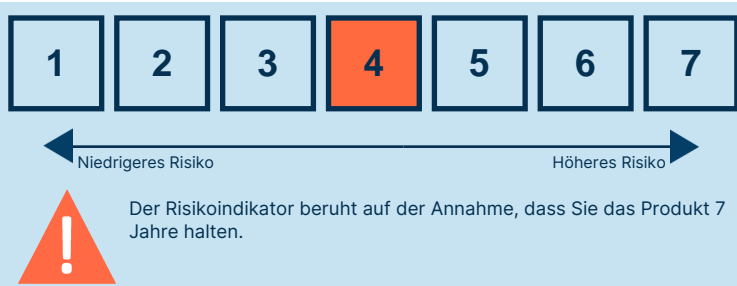 1 2 3 4 5 6 7
Niedrigeres Risiko Höheres Risiko
! Der Risikoindikator beruht auf der Annahme, dass Sie das Produkt 7
Jahre halten.